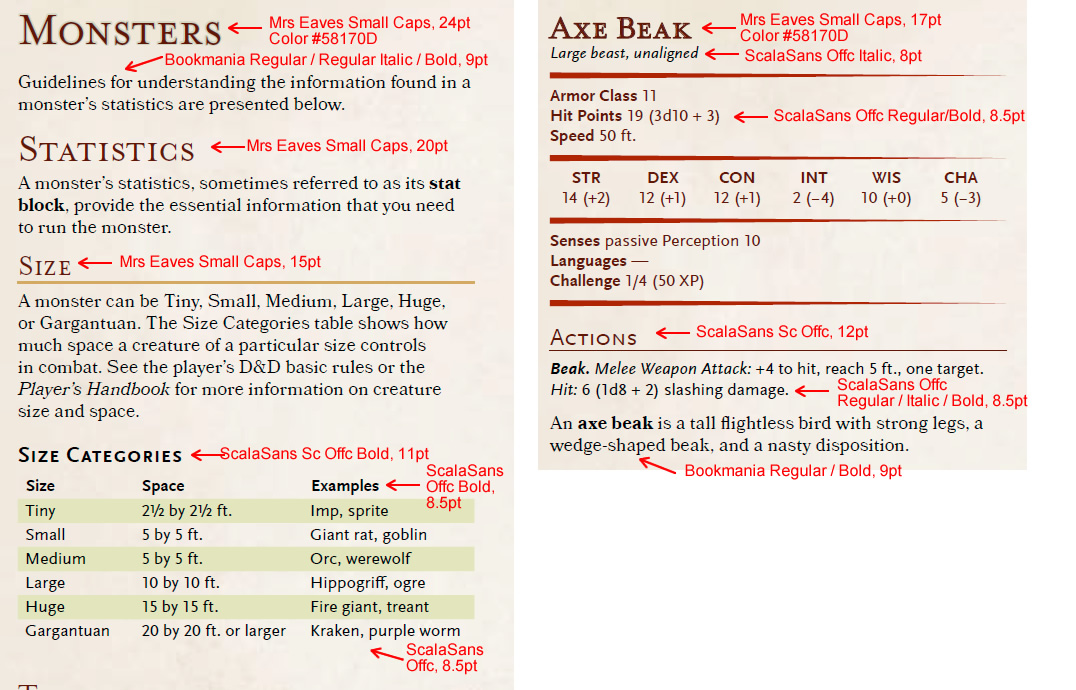 MONSTERS
Mrs Eaves Small Caps, 24pt
Color #58170D
Bookmania Regular / Regular Italic / Bold, 9pt
Guidelines for understanding the information found in a
monster's statistics are presented below.
STATISTICS
Mrs Eaves Small Caps, 20pt
A monster's statistics, sometimes referred to as its stat
block, provide the essential information that you need
to run the monster.
SIZE
Mrs Eaves Small Caps, 15pt
A monster can be Tiny, Small, Medium, Large, Huge,
or Gargantuan. The Size Categories table shows how
much space a creature of a particular size controls
in combat. See the player's D&D basic rules or the
Player's Handbook for more information on creature
size and space.
SIZE CATEGORIES
ScalaSans Sc Offc Bold, 11pt
ScalaSans
Offc Bold,
8.5pt
Size Space Examples
Tiny 2½ by 2½ ft. Imp, sprite
Small 5 by 5 ft. Giant rat, goblin
Medium 5 by 5 ft. Orc, werewolf
Large 10 by 10 ft. Hippogriff, ogre
Huge 15 by 15 ft. Fire giant, treant
Gargantuan 20 by 20 ft. or larger Kraken, purple worm
ScalaSans
Offc, 8.5pt
AXE BEAK
Mrs Eaves Small Caps, 17pt
Color #58170D
Large beast, unaligned
ScalaSans Offc Italic, 8pt
Armor Class 11
Hit Points 19 (3d10 + 3)
ScalaSans Offc Regular/Bold, 8.5pt
Speed 50 ft.
STR DEX CON INT WIS CHA
14 (+2) 12 (+1) 12 (+1) 2 (−4) 10 (+0) 5 (−3)
Senses passive Perception 10
Languages —
Challenge 1/4 (50 XP)
ACTIONS
ScalaSans Sc Offc, 12pt
Beak. Melee Weapon Attack: +4 to hit, reach 5 ft., one target.
Hit: 6 (1d8 + 2) slashing damage.
ScalaSans Offc
Regular / Italic / Bold, 8.5pt
An axe beak is a tall flightless bird with strong legs, a
wedge-shaped beak, and a nasty disposition.
Bookmania Regular / Bold, 9pt